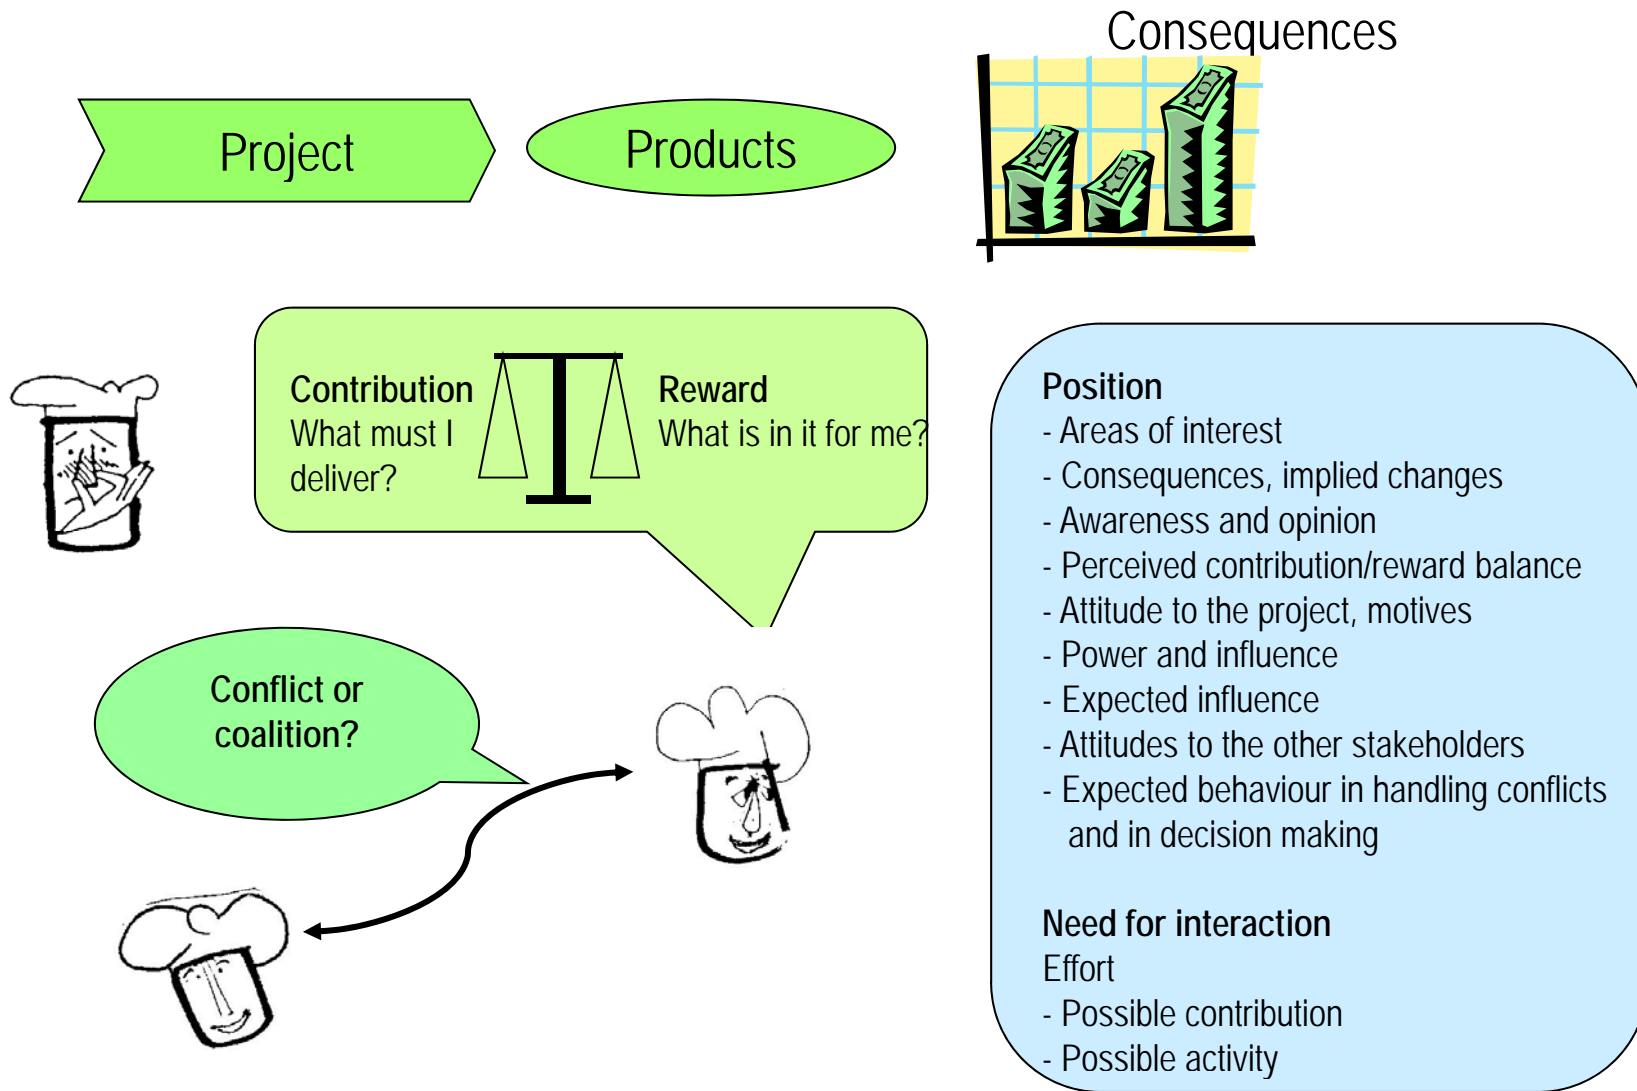 Consequences
Project
Products
Contribution
What must I
deliver?
Reward
What is in it for me?
Conflict or
coalition?
Position
- Areas of interest
- Consequences, implied changes
- Awareness and opinion
- Perceived contribution/reward balance
- Attitude to the project, motives
- Power and influence
- Expected influence
- Attitudes to the other stakeholders
- Expected behaviour in handling conflicts
and in decision making
Need for interaction
Effort
- Possible contribution
- Possible activity